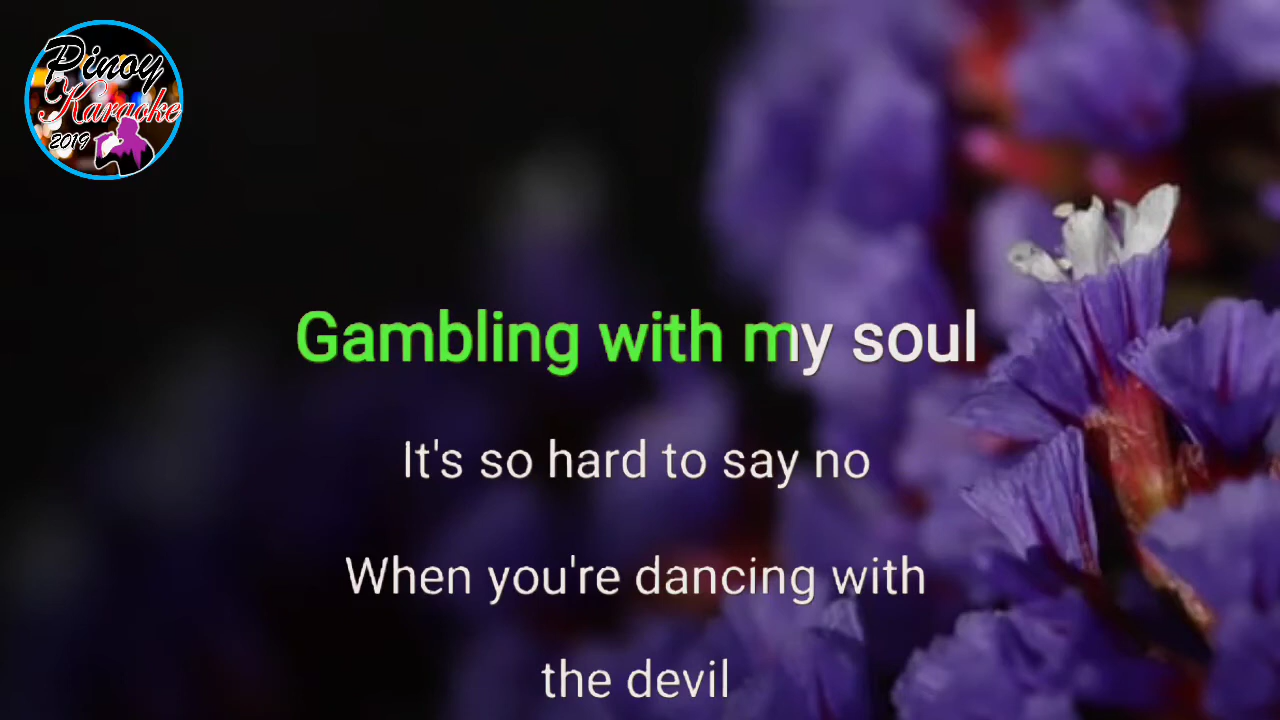 Pinoy
Karaoke
2019
Gambling with my soul
It's so hard to say no
When you're dancing with
the devil